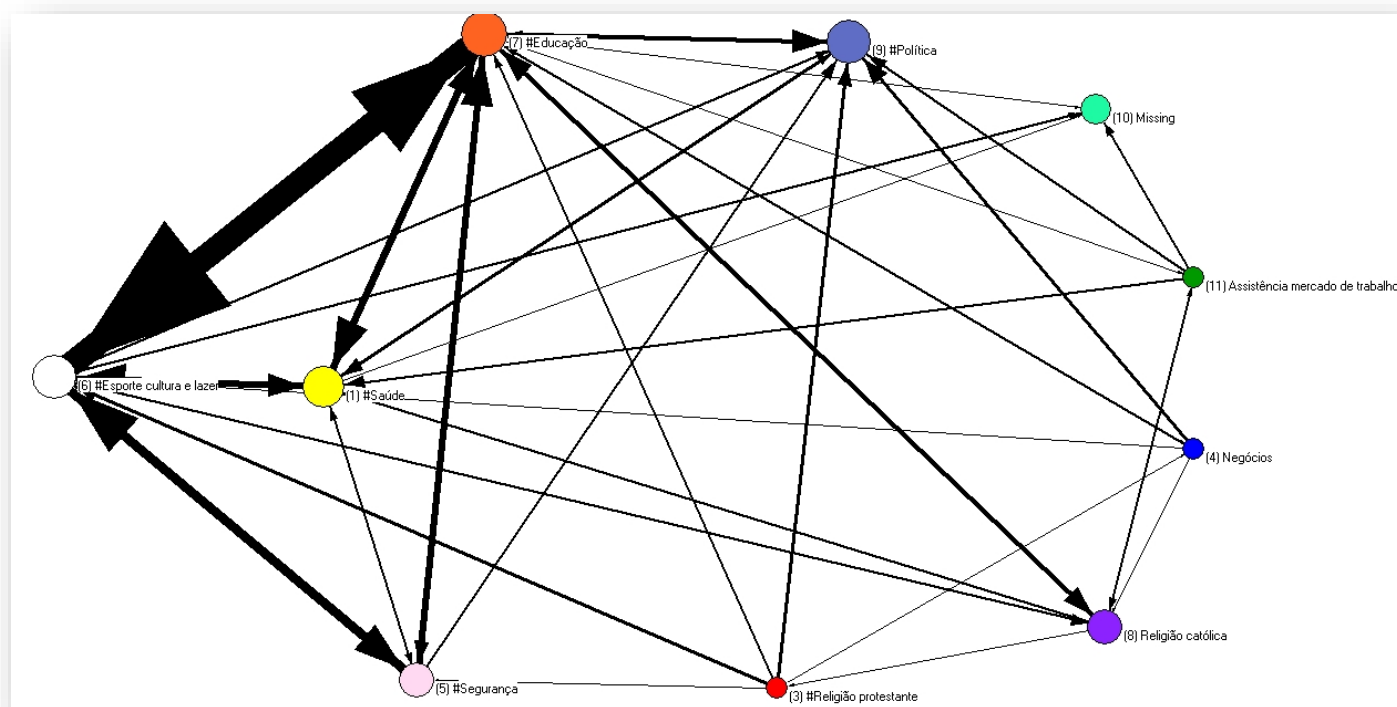 (7) #Educação
(9) #Política
(10) Missing
(11) Assistência mercado de trabalho
(6) #Esporte cultura e lazer
(1) #Saúde
(4) Negócios
(8) Religião católica
(5) #Segurança
(3) #Religião protestante